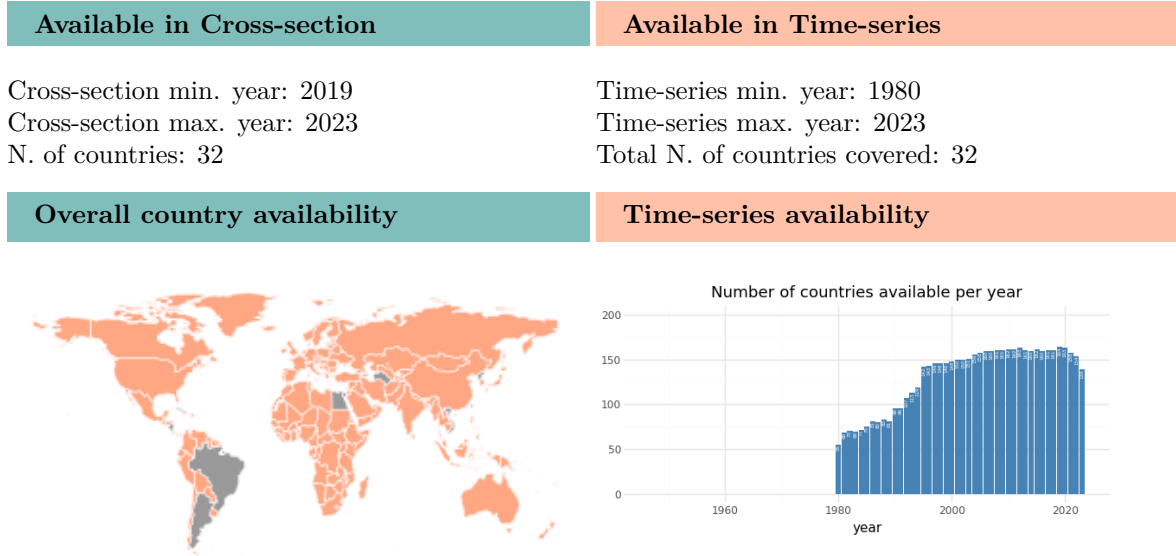 Available in Cross-section
Available in Time-series
Cross-section min. year: 2019
Cross-section max. year: 2023
N. of countries: 32
Time-series min. year: 1980
Time-series max. year: 2023
Total N. of countries covered: 32
Overall country availability
Time-series availability
Number of countries available per year
200
150
100
50
0
1960
1980
2000
2020
year